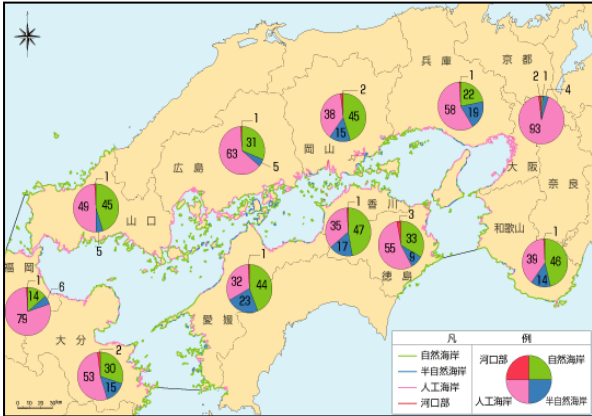 兵庫
京都
1
22
19
58
2 1
4
93
2
45
15
38
岡山
1
31
5
63
広島
大阪
奈良
1
45
5
49
山口
香川
1
47
17
35
3
33
9
55
徳島
和歌山
1
46
14
39
福岡
1
6
14
79
1
44
23
32
愛媛
大分
2
30
15
53
凡 例
自然海岸
半自然海岸
人工海岸
河口部
河口部
自然海岸
人工海岸
半自然海岸